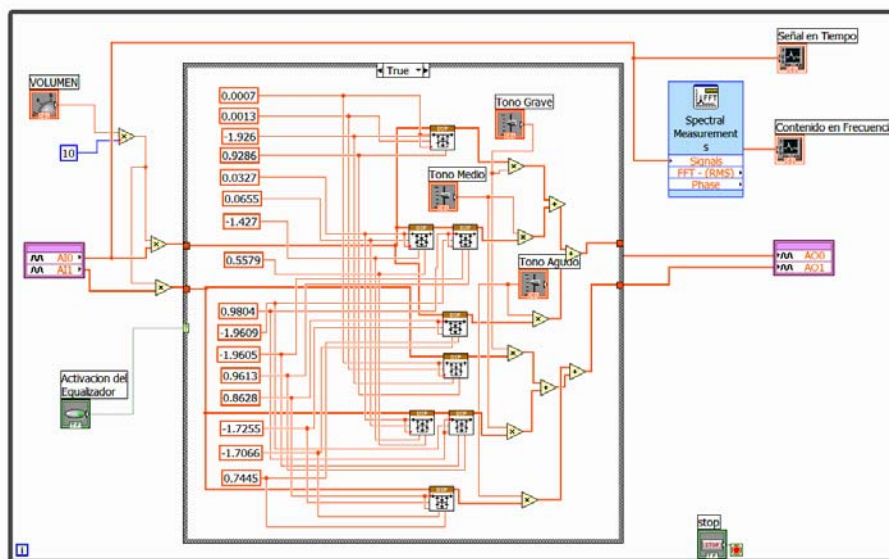 Señal en Tiempo
True
VOLUMEN
0.0007
Tono Grave
FFT
Spectral
Measurement
s
0.0013
Contenido en Frecuencia
10
-1.926
0.9286
Signals
FFT - (RMS)
Phase
0.0327
Tono Medio
0.0655
-1.427
AI0
AI1
0.5579
Tono Agudo
AO0
AO1
0.9804
-1.9609
-1.9605
Activacion del
Equalizador
0.9613
0.8628
-1.7255
-1.7066
0.7445
stop
STOP
i